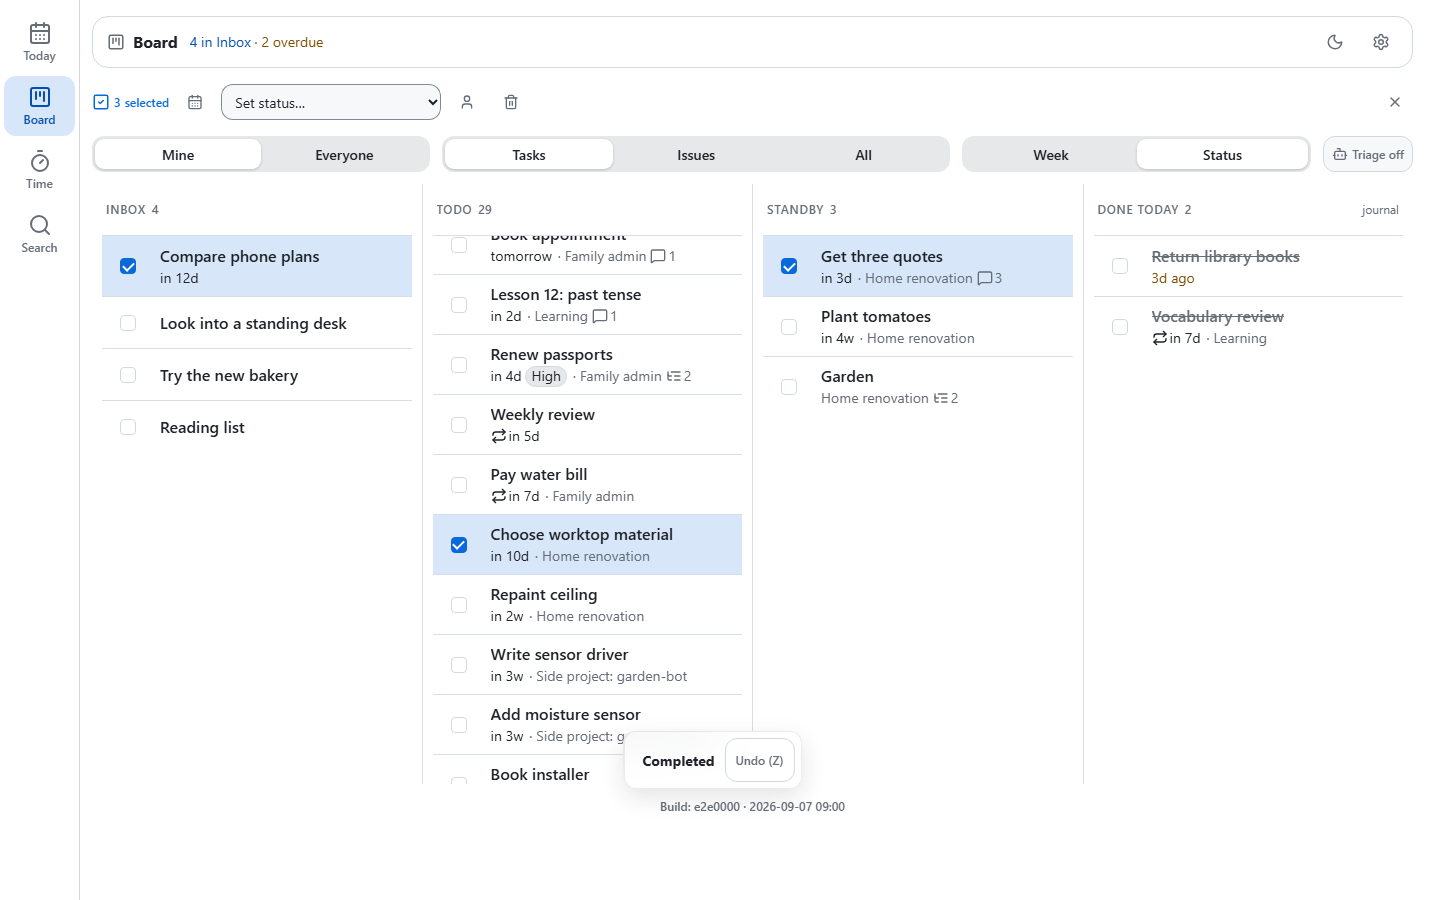 Today
Board
Time
Search
Board 4 in Inbox · 2 overdue
3 selected
Set status...
Mine
Everyone
Tasks
Issues
All
Week
Status
Triage off
INBOX 4
Compare phone plans
in 12d
Look into a standing desk
Try the new bakery
Reading list
TODO 29
Book appointment
tomorrow · Family admin 1
Lesson 12: past tense
in 2d · Learning 1
Renew passports
in 4d High · Family admin 2
Weekly review
in 5d
Pay water bill
in 7d · Family admin
Choose worktop material
in 10d · Home renovation
Repaint ceiling
in 2w · Home renovation
Write sensor driver
in 3w · Side project: garden-bot
Add moisture sensor
in 3w · Side project: g
Book installer
STANDBY 3
Get three quotes
in 3d · Home renovation 3
Plant tomatoes
in 4w · Home renovation
Garden
Home renovation 2
DONE TODAY 2
journal
Return library books
3d ago
Vocabulary review
in 7d · Learning
Completed
Undo (Z)
Build: e2e0000 · 2026-09-07 09:00